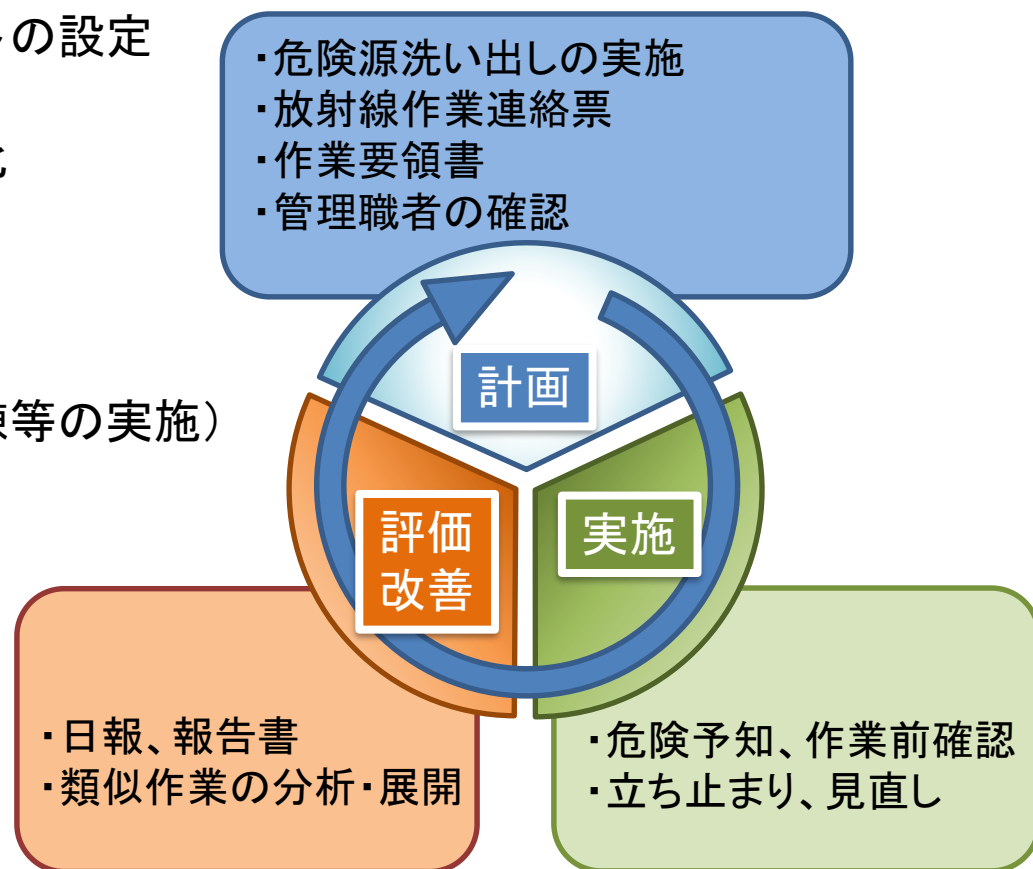 の設定
・危険源洗い出しの実施
・放射線作業連絡票
・作業要領書
・管理職者の確認
計画
等の実施）
評価
改善
実施
・日報、報告書
・類似作業の分析・展開
・危険予知、作業前確認
・立ち止まり、見直し